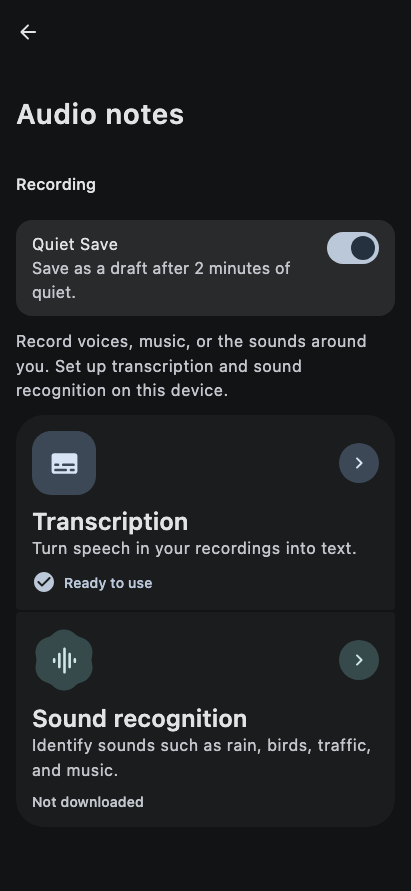 Audio notes
Recording
Quiet Save
Save as a draft after 2 minutes of
quiet.
Record voices, music, or the sounds around
you. Set up transcription and sound
recognition on this device.
Transcription
Turn speech in your recordings into text.
Ready to use
Sound recognition
Identify sounds such as rain, birds, traffic,
and music.
Not downloaded